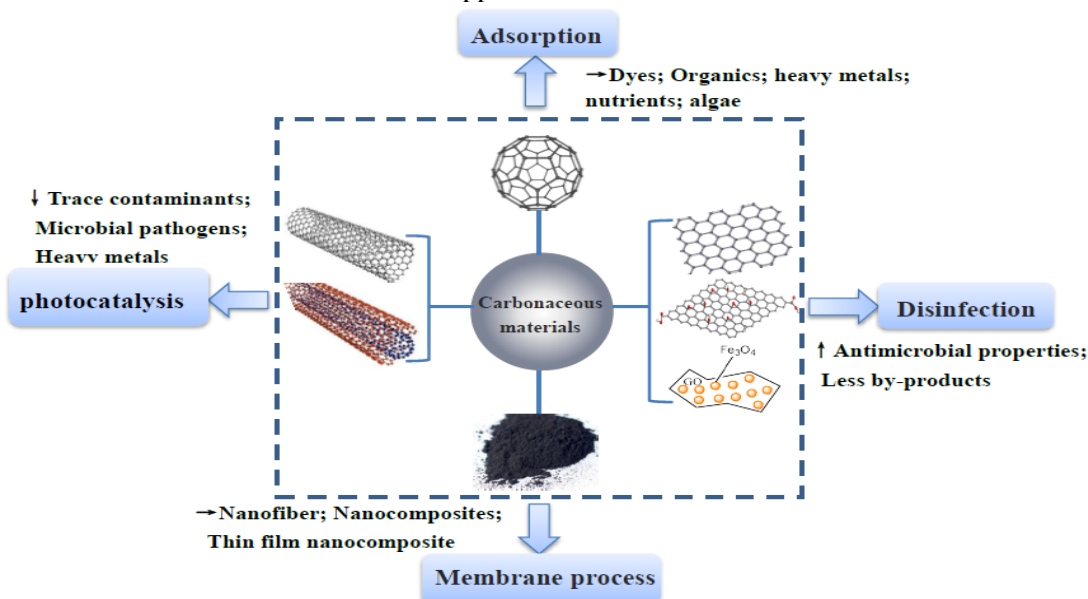 Adsorption
→Dyes; Organics; heavy metals;
nutrients; algae
↓ Trace contaminants;
Microbial pathogens;
Heavy metals
photocatalysis
Carbonaceous
materials
Fe₃O₄
GO
Disinfection
↑ Antimicrobial properties;
Less by-products
→Nanofiber; Nanocomposites;
Thin film nanocomposite
Membrane process